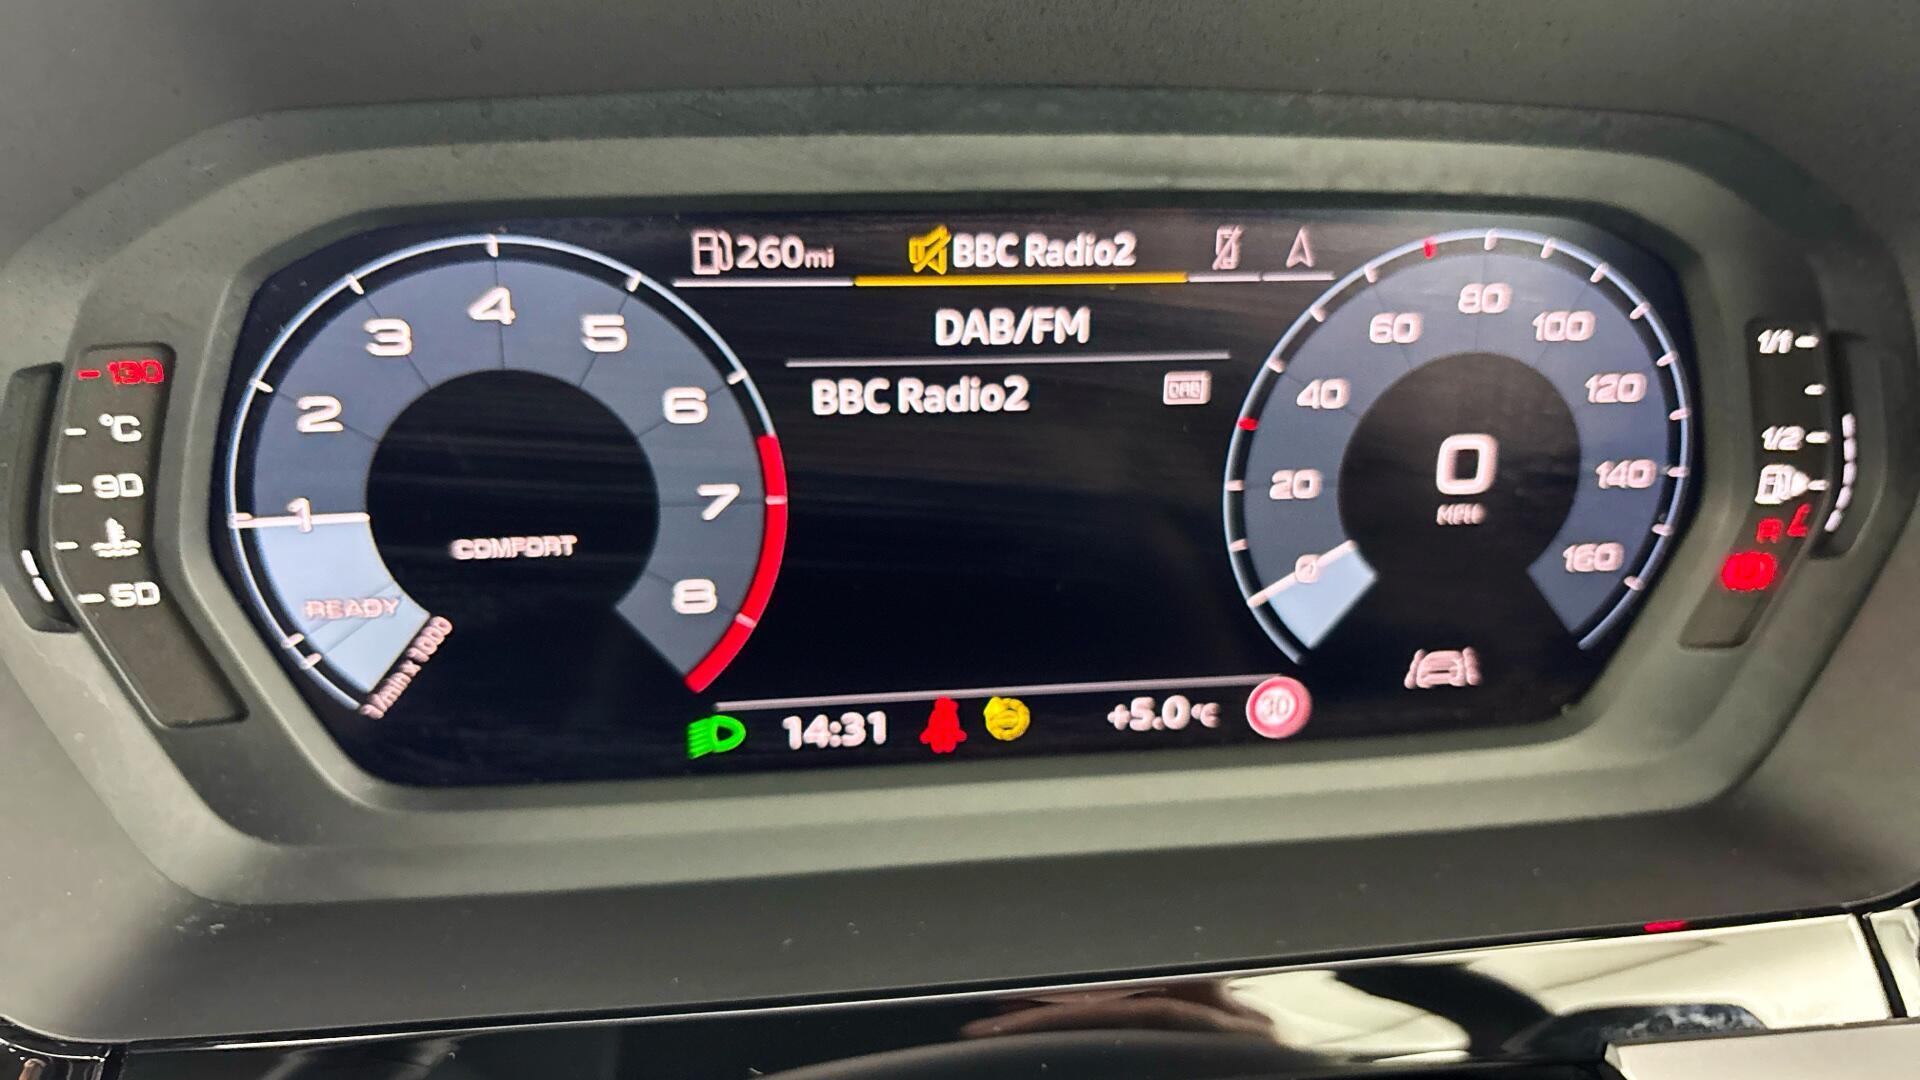 260mi
BBC Radio2
DAB/FM
BBC Radio2
DAB
1
2
3
4
5
6
7
8
READY
COMFORT
1/min x 1000
0
20
40
60
80
100
120
140
160
0
MPH
130
°C
90
50
1/1
1/2
R
14:31
+5.0°C
30